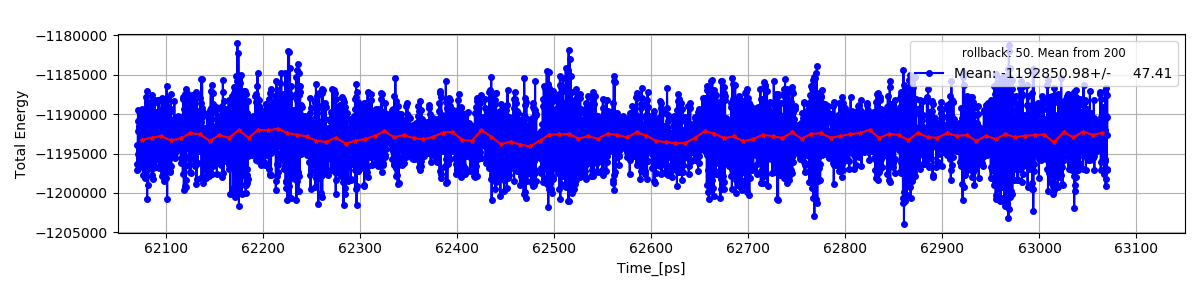 −1180000
−1185000
−1190000
−1195000
−1200000
−1205000
Total Energy
rollback: 50. Mean from 200
Mean: -1192850.98+/- 47.41
62100 62200 62300 62400 62500 62600 62700 62800 62900 63000 63100
Time_[ps]